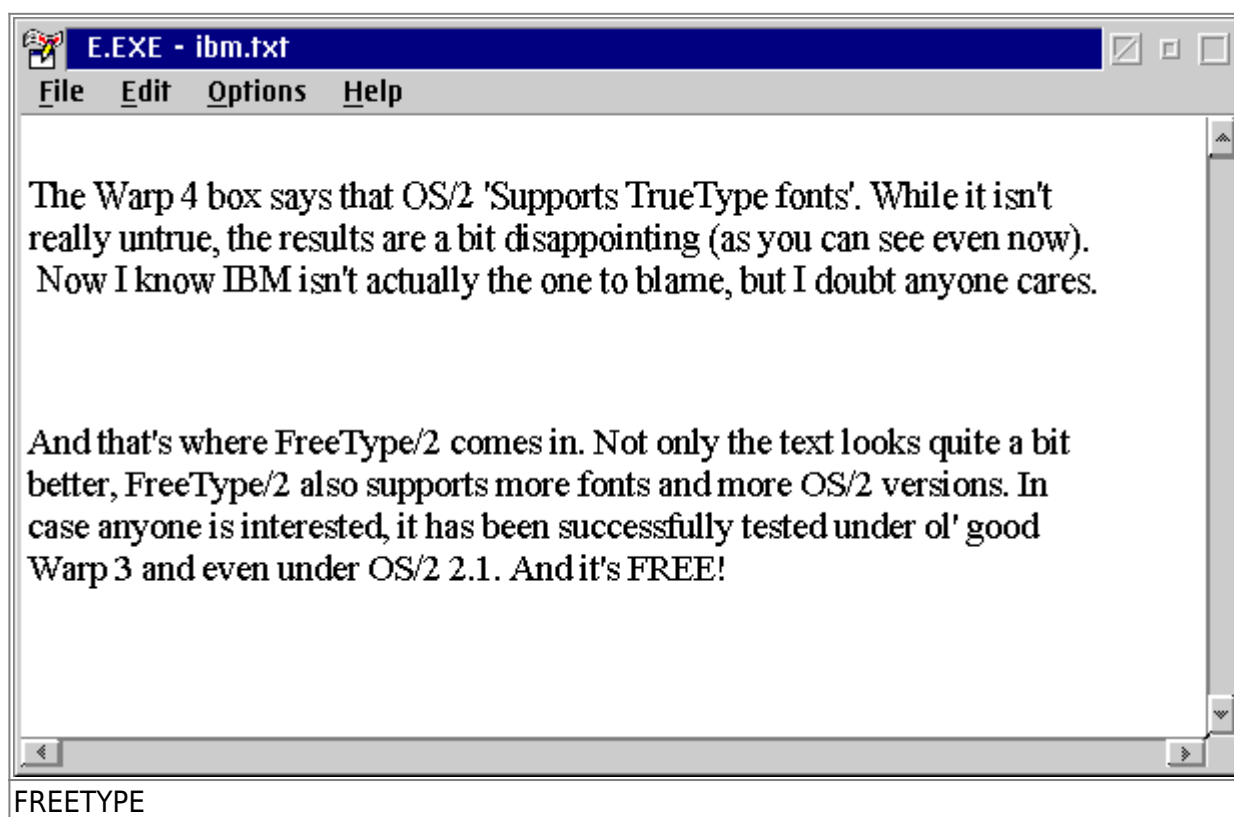 E.EXE - ibm.txt
File Edit Options Help
The Warp 4 box says that OS/2 'Supports TrueType fonts'. While it isn't
really untrue, the results are a bit disappointing (as you can see even now).
Now I know IBM isn't actually the one to blame, but I doubt anyone cares.
And that's where FreeType/2 comes in. Not only the text looks quite a bit
better, FreeType/2 also supports more fonts and more OS/2 versions. In
case anyone is interested, it has been successfully tested under ol' good
Warp 3 and even under OS/2 2.1. And it's FREE!
FREETYPE